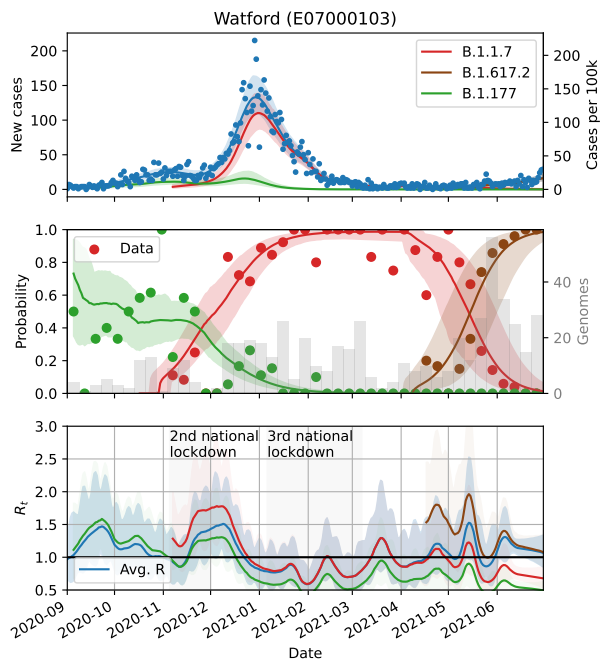 Watford (E07000103)
200
150
100
50
0
New cases
B.1.1.7
B.1.617.2
B.1.177
200
150
100
50
0
Cases per 100k
1.0
0.8
0.6
0.4
0.2
0.0
Probability
Data
40
20
0
Genomes
3.0
2.5
2.0
1.5
1.0
0.5
R_t
2nd national
lockdown
3rd national
lockdown
Avg. R
2020-09
2020-10
2020-11
2020-12
2021-01
2021-02
2021-03
2021-04
2021-05
2021-06
Date